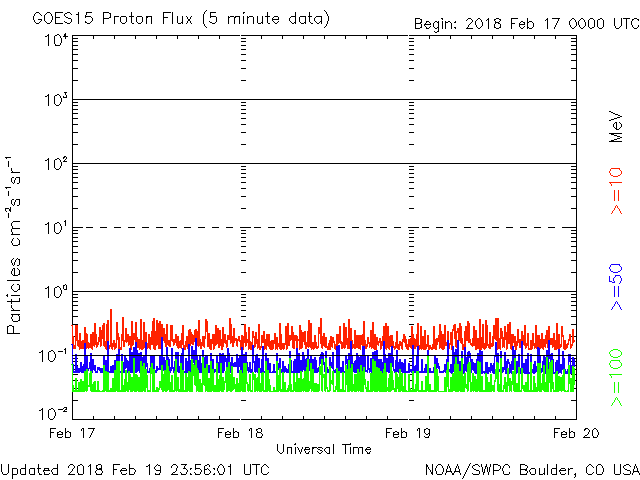 GOES15 Proton Flux (5 minute data)
Begin: 2018 Feb 17 0000 UTC
10⁴
10³
10²
10¹
10⁰
10⁻¹
10⁻²
Particles cm⁻²s⁻¹sr⁻¹
MeV
>=10
>=50
>=100
Feb 17 Feb 18 Feb 19 Feb 20
Universal Time
Updated 2018 Feb 19 23:56:01 UTC
NOAA/SWPC Boulder, CO USA